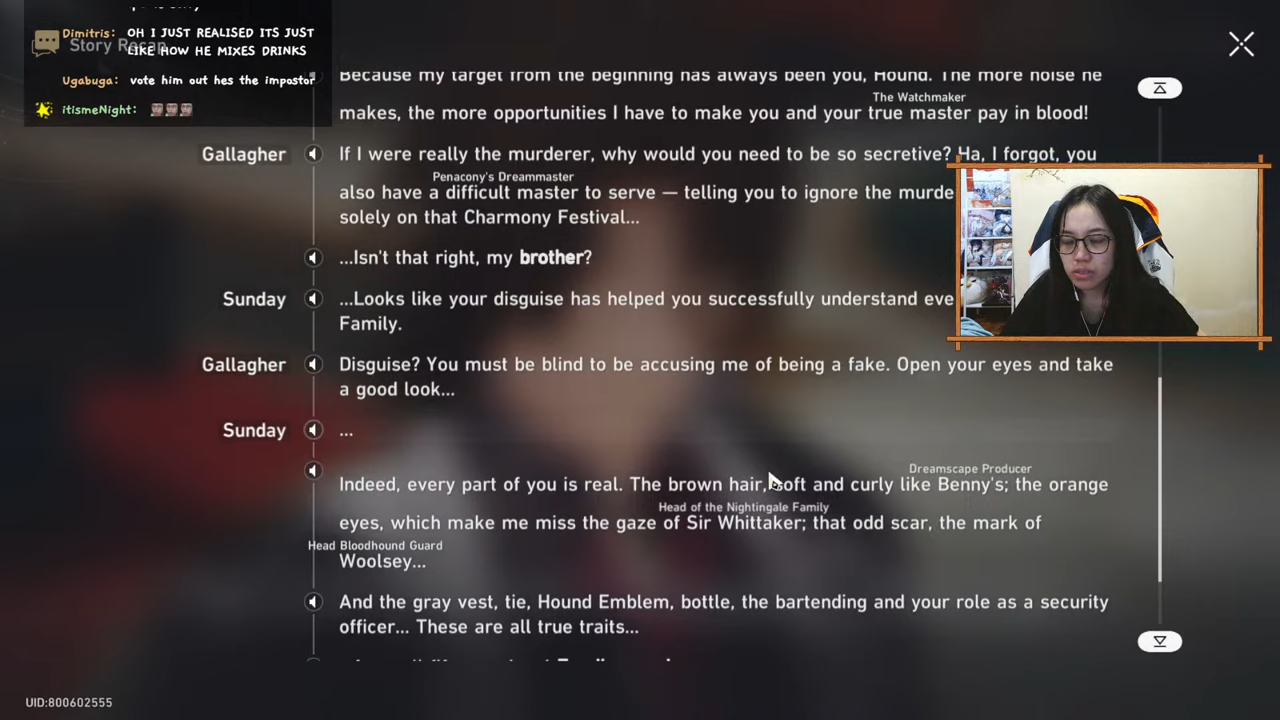 Dimitris: OH I JUST REALISED ITS JUST
LIKE HOW HE MIXES DRINKS
Story Recap
Ugabuga: vote him out hes the impostor
itismeNight:
Because my target from the beginning has always been you, Hound. The more noise he
The Watchmaker
makes, the more opportunities I have to make you and your true master pay in blood!
Gallagher
If I were really the murderer, why would you need to be so secretive? Ha, I forgot, you
Penacony's Dreammaster
also have a difficult master to serve — telling you to ignore the murde
solely on that Charmony Festival...
...Isn't that right, my brother?
Sunday
...Looks like your disguise has helped you successfully understand eve
Family.
Gallagher
Disguise? You must be blind to be accusing me of being a fake. Open your eyes and take
a good look...
Sunday
...
Dreamscape Producer
Indeed, every part of you is real. The brown hair, soft and curly like Benny's; the orange
Head of the Nightingale Family
eyes, which make me miss the gaze of Sir Whittaker; that odd scar, the mark of
Head Bloodhound Guard
Woolsey...
And the gray vest, tie, Hound Emblem, bottle, the bartending and your role as a security
officer... These are all true traits...
UID:800602555